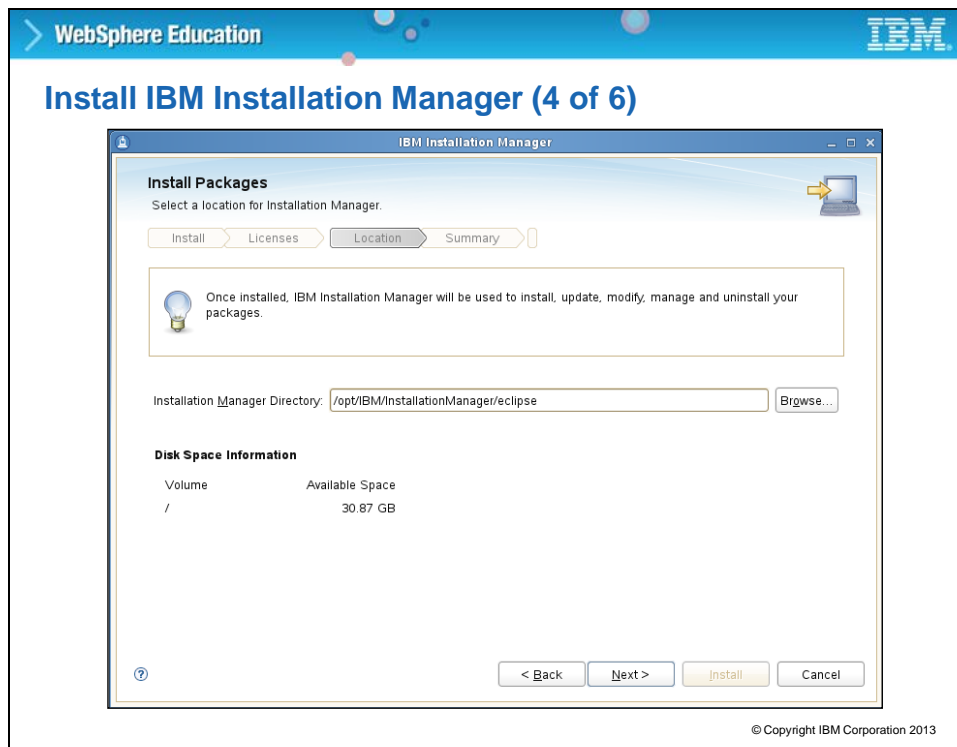 WebSphere Education
IBM
Install IBM Installation Manager (4 of 6)
IBM Installation Manager
Install Packages
Select a location for Installation Manager.
Install Licenses Location Summary
Once installed, IBM Installation Manager will be used to install, update, modify, manage and uninstall your
packages.
Installation Manager Directory: /opt/IBM/InstallationManager/eclipse Browse...
Disk Space Information
Volume Available Space
/ 30.87 GB
? < Back Next > Install Cancel
© Copyright IBM Corporation 2013